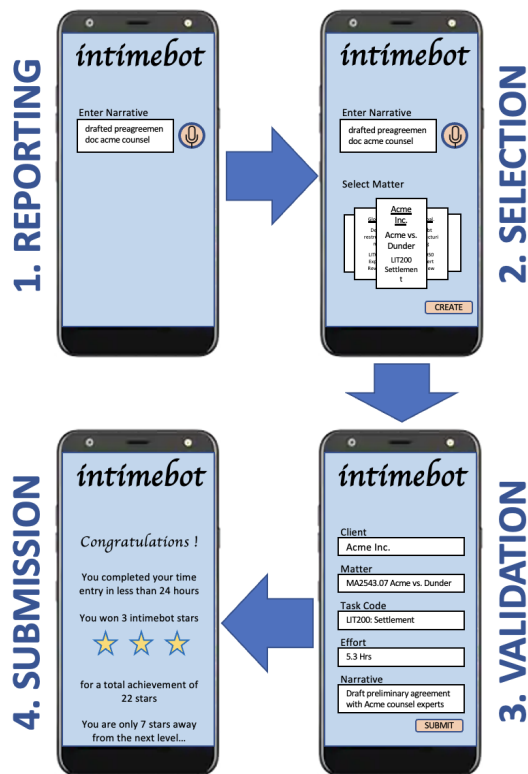 1. REPORTING
intimebot
Enter Narrative
drafted preagreemen
doc acme counsel
2. SELECTION
intimebot
Enter Narrative
drafted preagreemen
doc acme counsel
Select Matter
Acme
Inc.
Acme vs.
Dunder
LIT200
Settlemen
t
CREATE
3. VALIDATION
intimebot
Client
Acme Inc.
Matter
MA2543.07 Acme vs. Dunder
Task Code
LIT200: Settlement
Effort
5.3 Hrs
Narrative
Draft preliminary agreement
with Acme counsel experts
SUBMIT
4. SUBMISSION
intimebot
Congratulations !
You completed your time
entry in less than 24 hours
You won 3 intimebot stars
for a total achievement of
22 stars
You are only 7 stars away
from the next level...